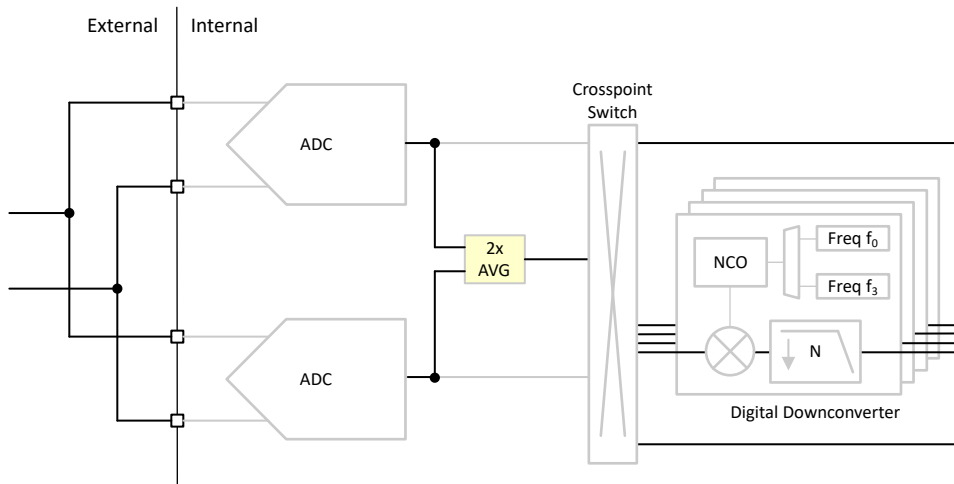 External Internal
Crosspoint
Switch
ADC
2x
AVG
NCO
Freq f₀
Freq f₃
ADC
N
Digital Downconverter